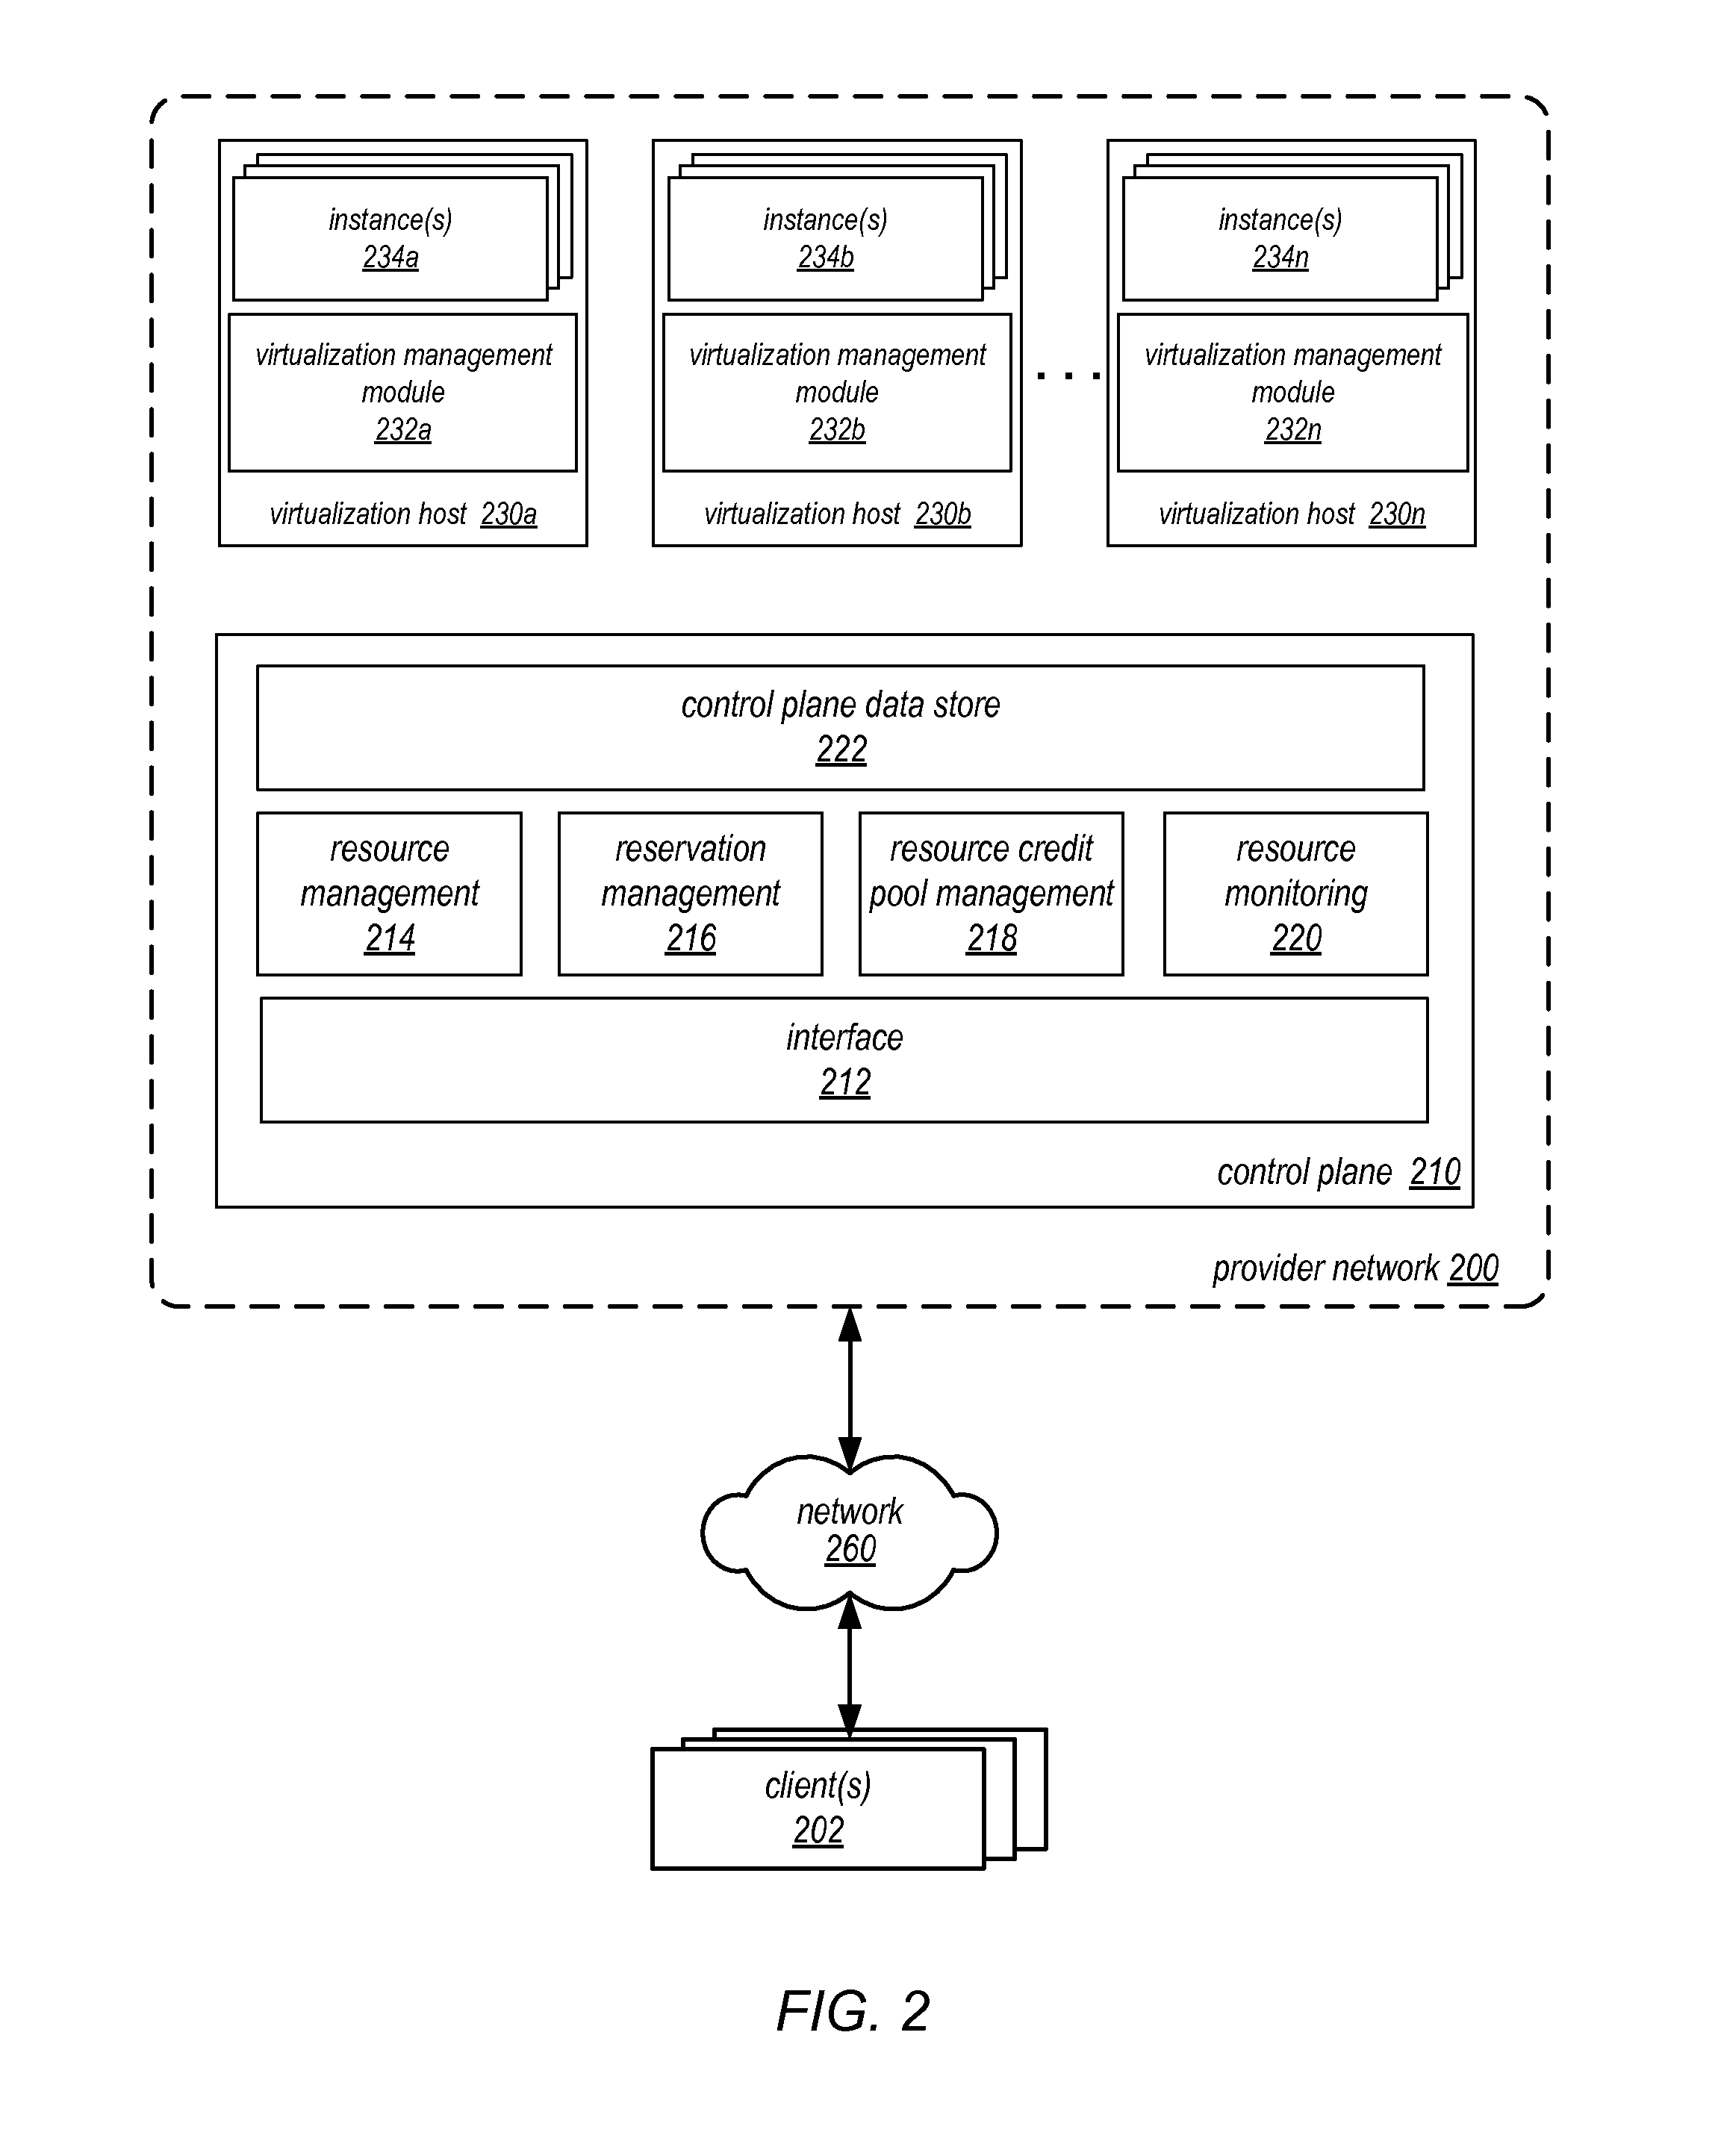 instance(s)
234a
virtualization management
module
232a
virtualization host 230a
instance(s)
234b
virtualization management
module
232b
virtualization host 230b
. . .
instance(s)
234n
virtualization management
module
232n
virtualization host 230n
control plane data store
222
resource
management
214
reservation
management
216
resource credit
pool management
218
resource
monitoring
220
interface
212
control plane 210
provider network 200
network
260
client(s)
202
FIG. 2